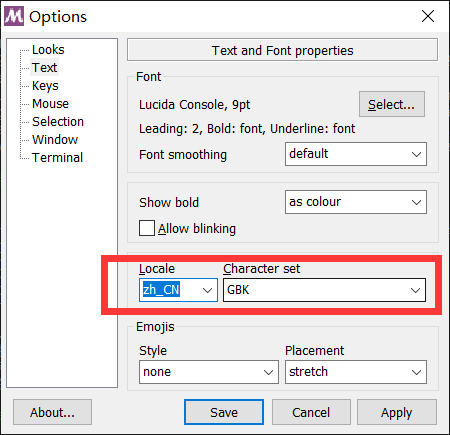 Options
Looks
Text
Keys
Mouse
Selection
Window
Terminal
Text and Font properties
Font
Lucida Console, 9pt
Select...
Leading: 2, Bold: font, Underline: font
Font smoothing
default
Show bold
as colour
Allow blinking
Locale
Character set
zh_CN
GBK
Emojis
Style
Placement
none
stretch
About...
Save
Cancel
Apply